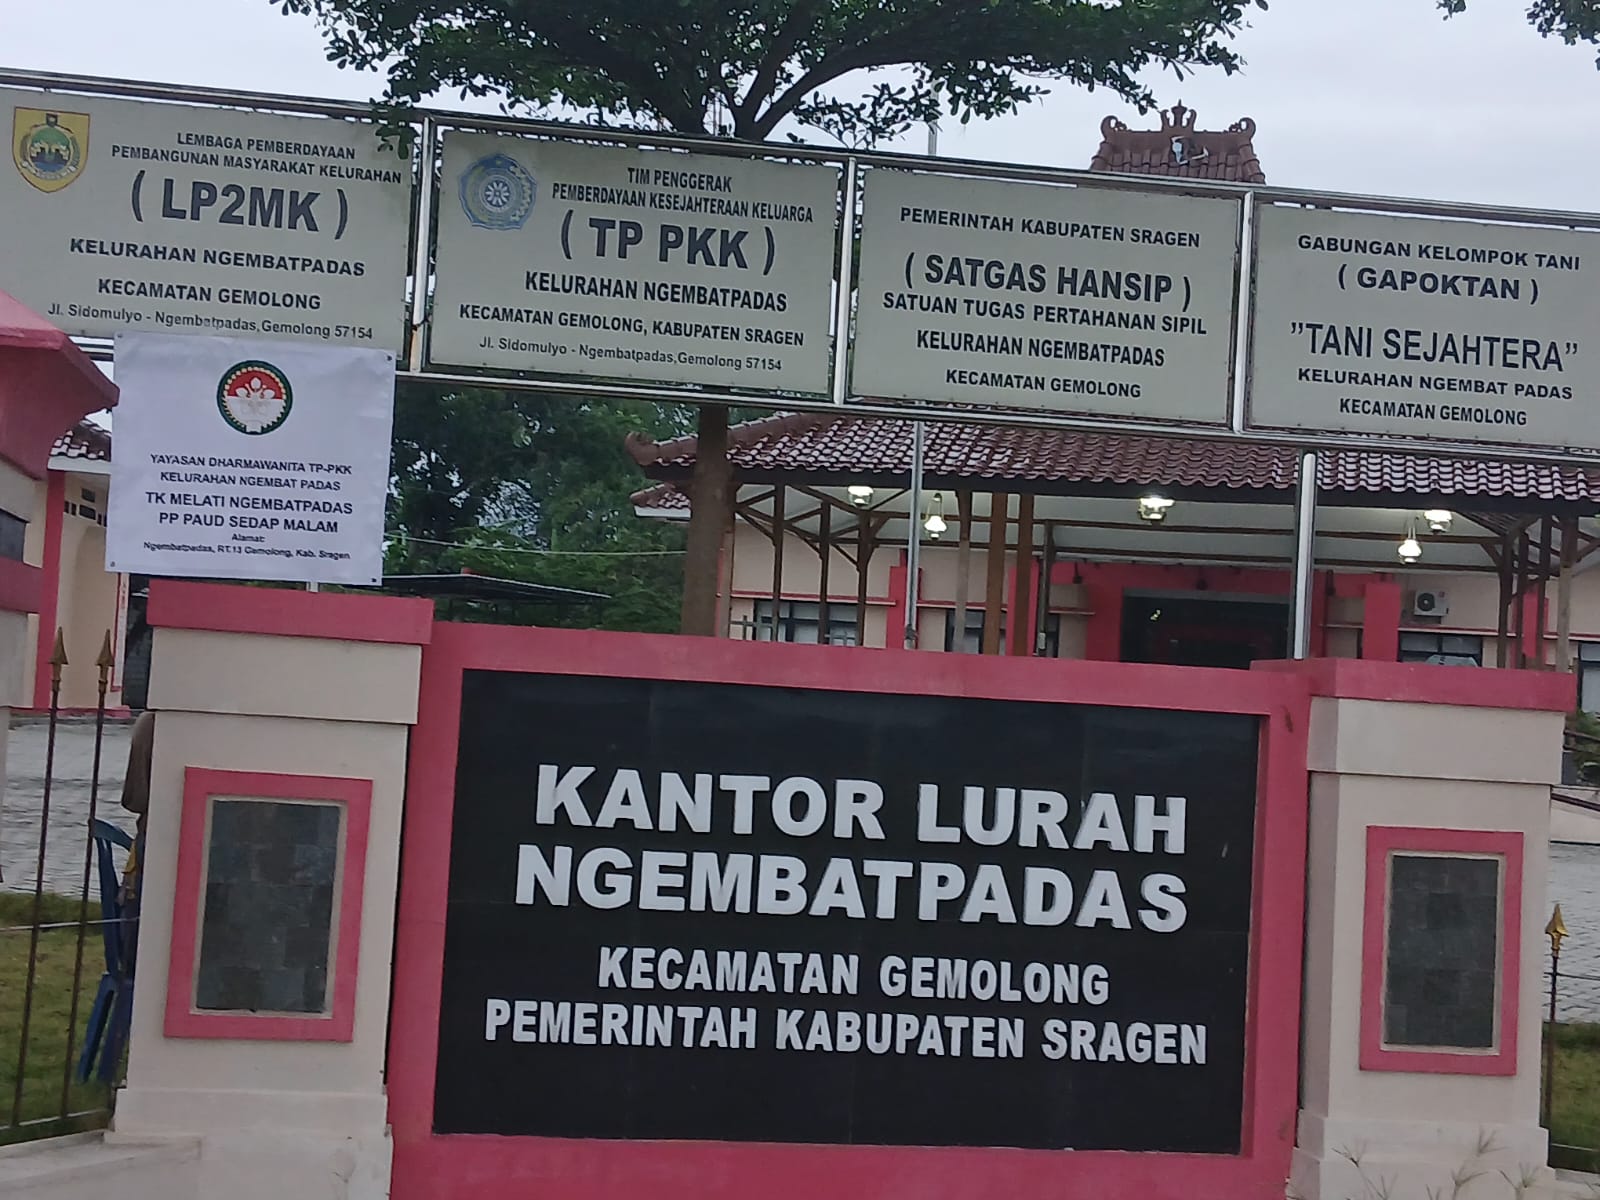 LEMBAGA PEMBERDAYAAN
PEMBANGUNAN MASYARAKAT KELURAHAN
( LP2MK )
KELURAHAN NGEMBATPADAS
KECAMATAN GEMOLONG
Jl. Sidomulyo - Ngembatpadas,Gemolong 57154
TIM PENGGERAK
PEMBERDAYAAN KESEJAHTERAAN KELUARGA
( TP PKK )
KELURAHAN NGEMBATPADAS
KECAMATAN GEMOLONG, KABUPATEN SRAGEN
Jl. Sidomulyo - Ngembatpadas,Gemolong 57154
PEMERINTAH KABUPATEN SRAGEN
( SATGAS HANSIP )
SATUAN TUGAS PERTAHANAN SIPIL
KELURAHAN NGEMBATPADAS
KECAMATAN GEMOLONG
GABUNGAN KELOMPOK TANI
( GAPOKTAN )
”TANI SEJAHTERA”
KELURAHAN NGEMBAT PADAS
KECAMATAN GEMOLONG
YAYASAN DHARMAWANITA TP-PKK
KELURAHAN NGEMBAT PADAS
TK MELATI NGEMBATPADAS
PP PAUD SEDAP MALAM
Alamat:
Ngembatpadas, RT.13 Gemolong, Kab. Sragen
KANTOR LURAH
NGEMBATPADAS
KECAMATAN GEMOLONG
PEMERINTAH KABUPATEN SRAGEN